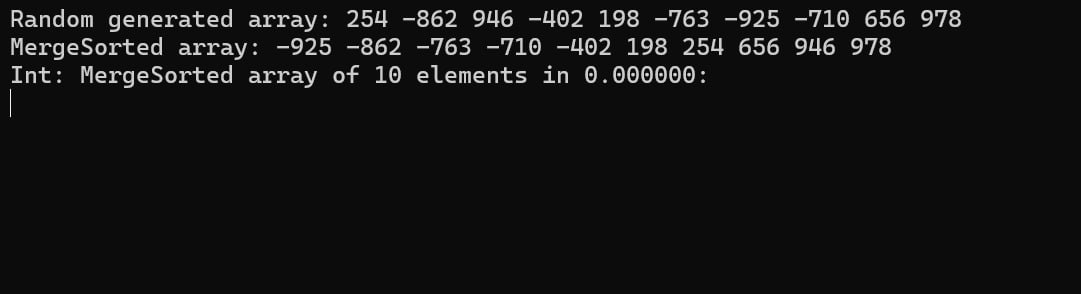 Random generated array: 254 -862 946 -402 198 -763 -925 -710 656 978
MergeSorted array: -925 -862 -763 -710 -402 198 254 656 946 978
Int: MergeSorted array of 10 elements in 0.000000: